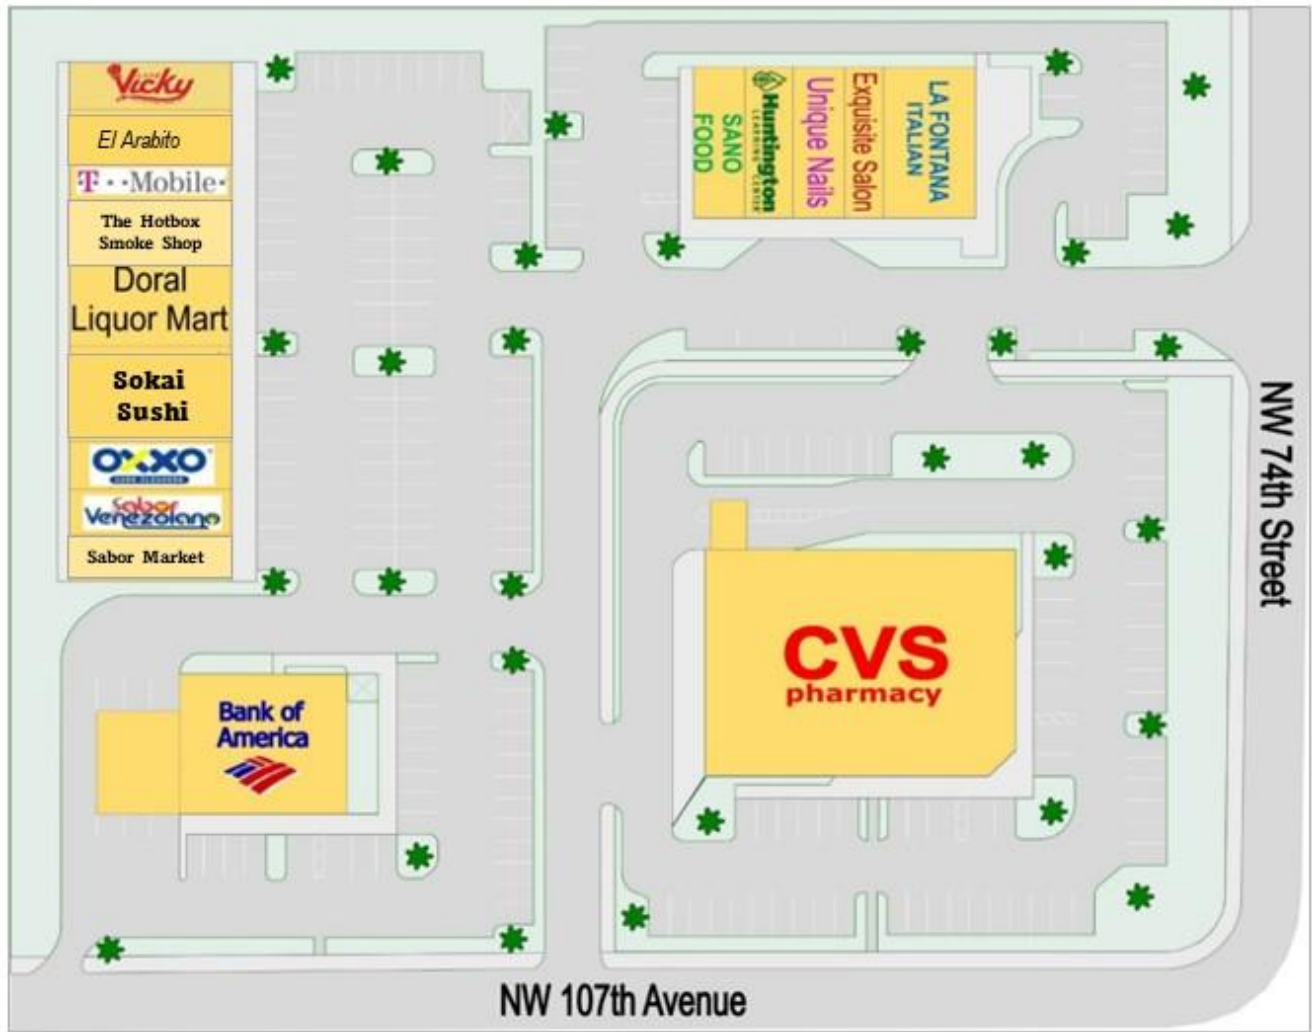 Vicky
El Arabito
T··Mobile·
The Hotbox
Smoke Shop
Doral
Liquor Mart
Sokai
Sushi
OXXO
Sabor
Venezolano
Sabor Market
SANO
FOOD
Huntington
LEARNING CENTER
Unique Nails
Exquisite Salon
LA FONTANA
ITALIAN
CVS
pharmacy
Bank of
America
NW 74th Street
NW 107th Avenue